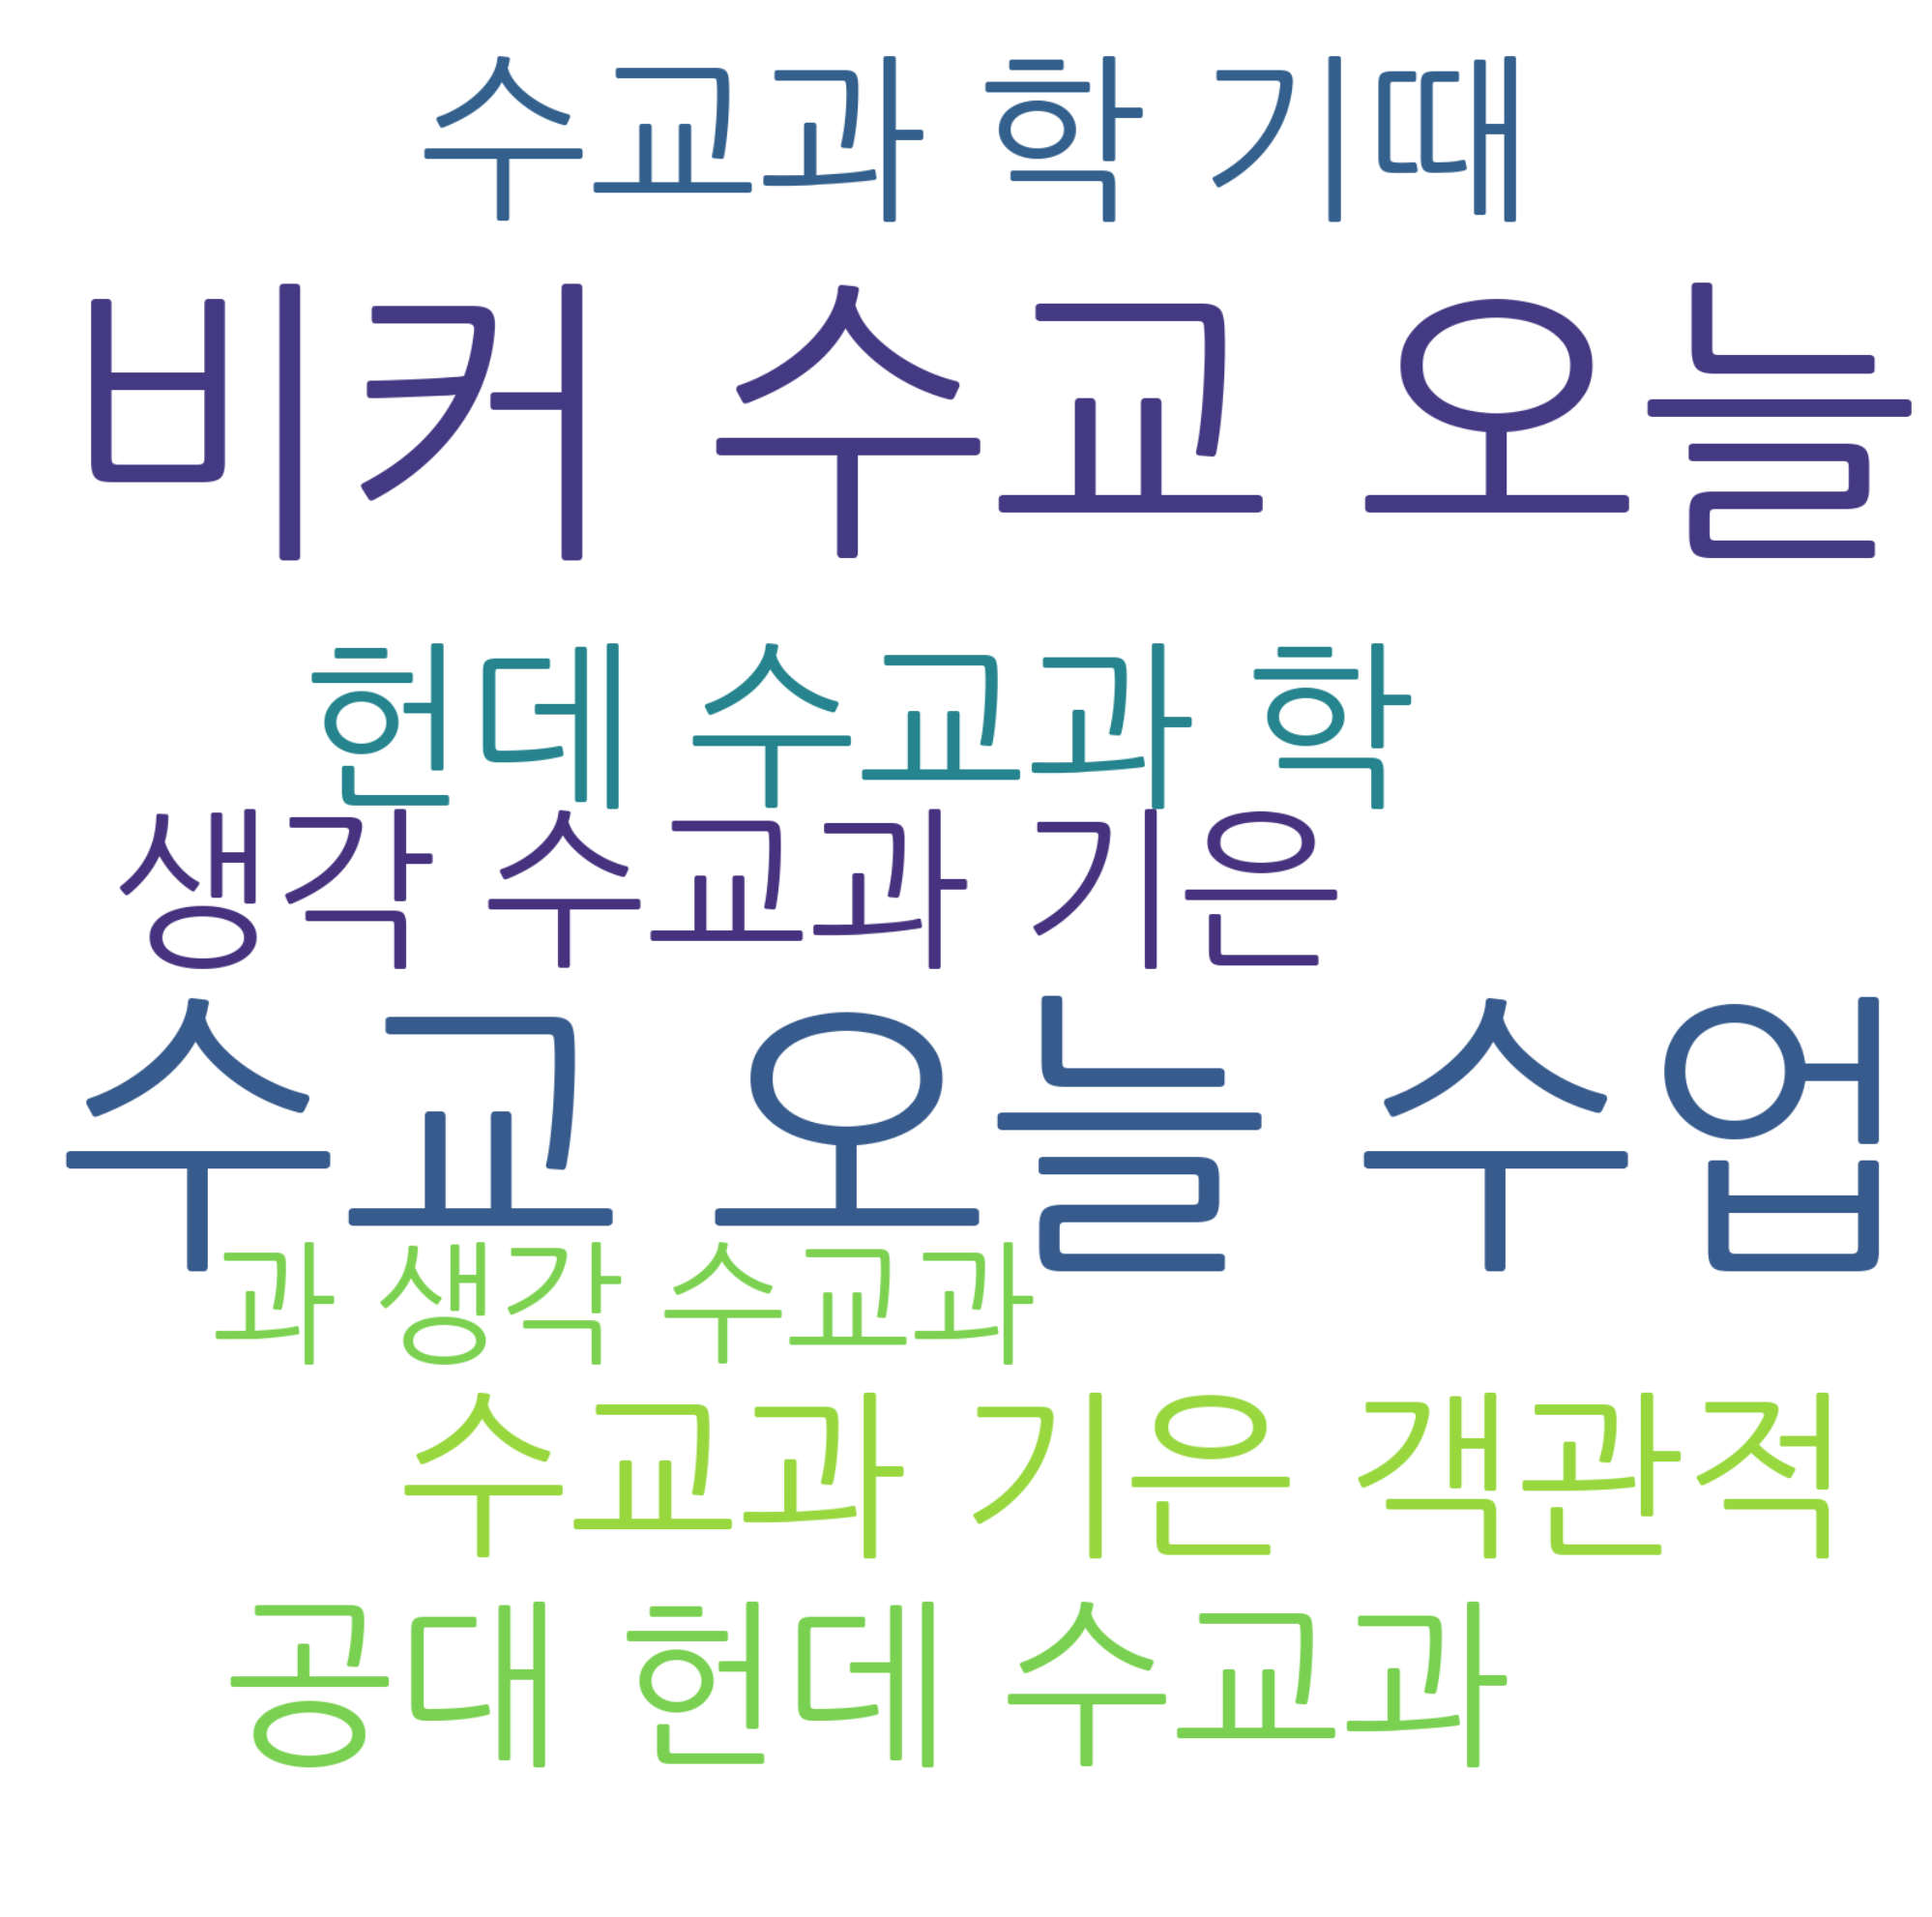 수교과 학 기때
비커 수교 오늘
헌데 수교과 학
생각 수교과 기은
수교 오늘 수업
과 생각 수교과
수교과 기은 객관적
공대 헌데 수교과